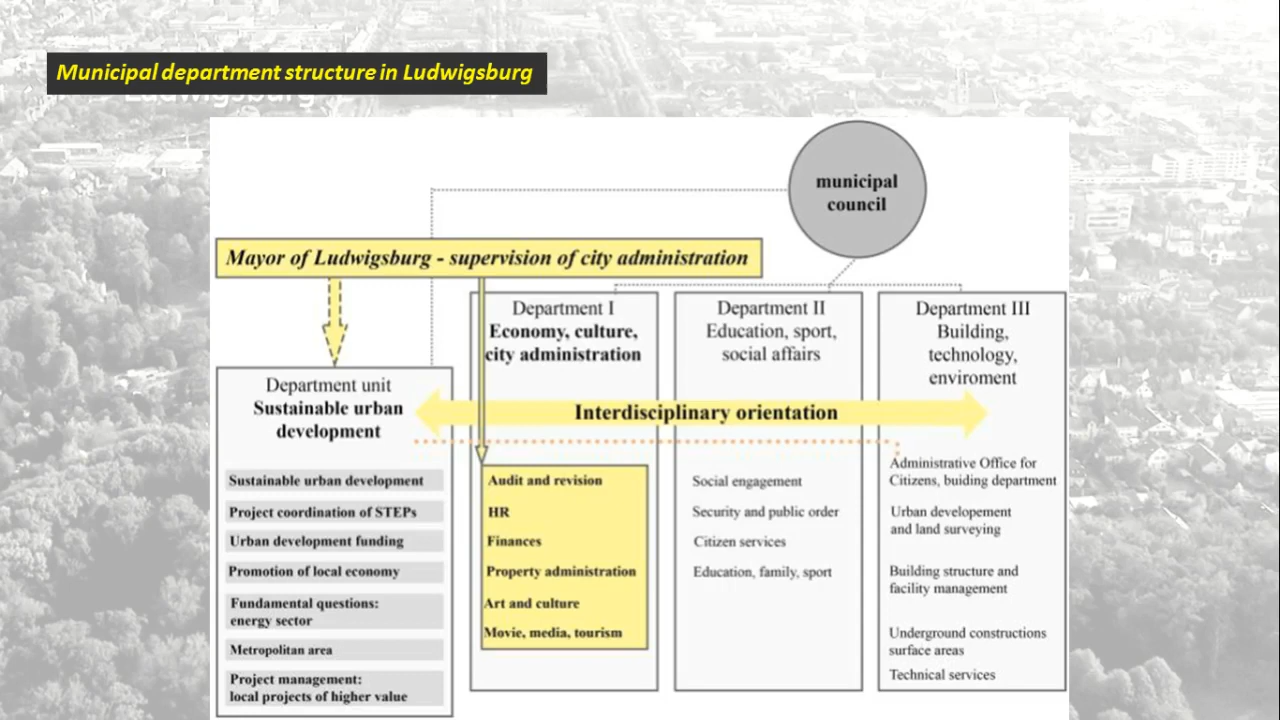 Municipal department structure in Ludwigsburg
Ludwigsburg
municipal
council
Mayor of Ludwigsburg - supervision of city administration
Department unit
Sustainable urban
development
Sustainable urban development
Project coordination of STEPs
Urban development funding
Promotion of local economy
Fundamental questions:
energy sector
Metropolitan area
Project management:
local projects of higher value
Department I
Economy, culture,
city administration
Interdisciplinary orientation
Audit and revision
HR
Finances
Property administration
Art and culture
Movie, media, tourism
Department II
Education, sport,
social affairs
Social engagement
Security and public order
Citizen services
Education, family, sport
Department III
Building,
technology,
enviroment
Administrative Office for
Citizens, buiding department
Urban developement
and land surveying
Building structure and
facility management
Underground constructions
surface areas
Technical services